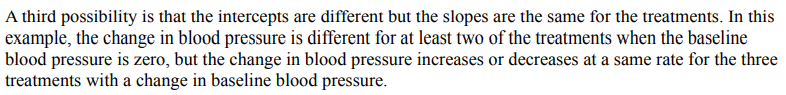 A third possibility is that the intercepts are different but the slopes are the same for the treatments. In this
example, the change in blood pressure is different for at least two of the treatments when the baseline
blood pressure is zero, but the change in blood pressure increases or decreases at a same rate for the three
treatments with a change in baseline blood pressure.